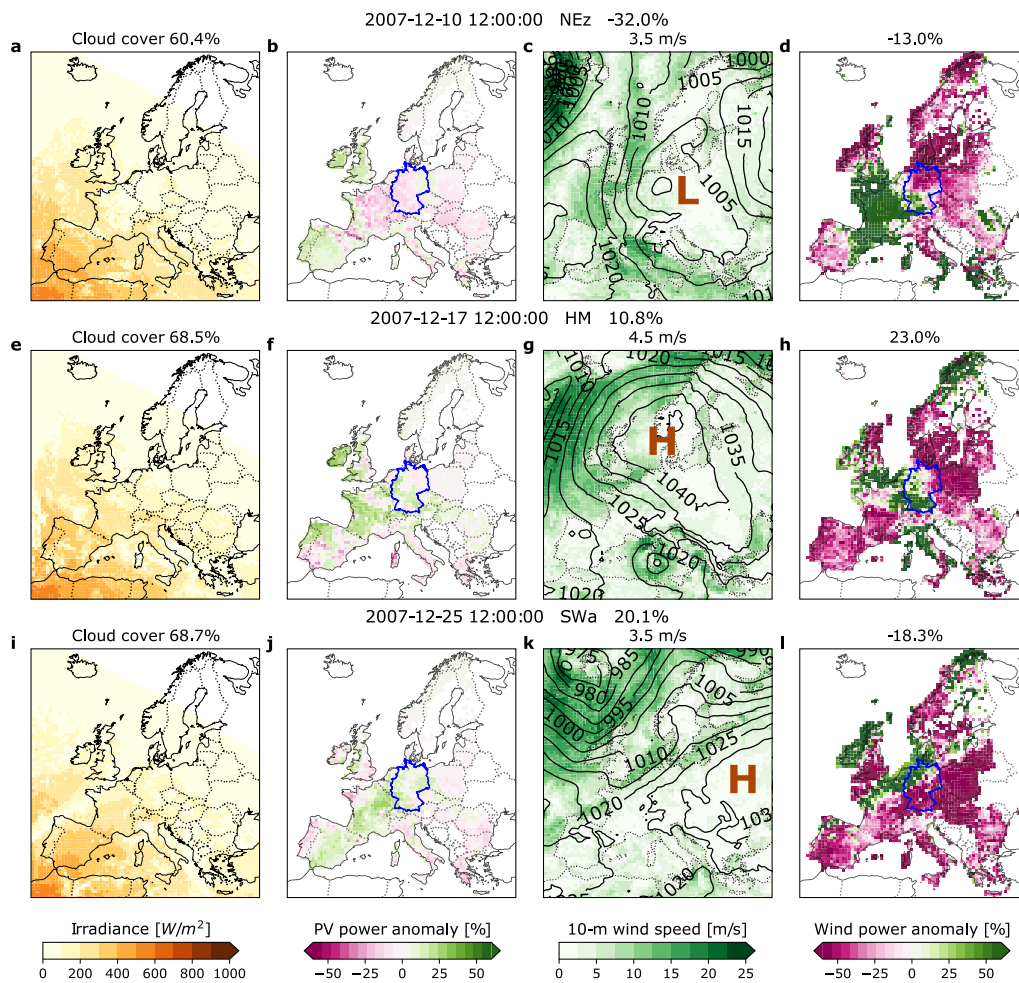 2007-12-10 12:00:00 NEz -32.0%
a Cloud cover 60.4% b c 3.5 m/s d -13.0%
1010 1005 1000 1015 1010 L 1005 1020
2007-12-17 12:00:00 HM 10.8%
e Cloud cover 68.5% f g 4.5 m/s h 23.0%
1010 1020 1015 1015 H 1035 1040 1025 1020 1020
2007-12-25 12:00:00 SWa 20.1%
i Cloud cover 68.7% j k 3.5 m/s l -18.3%
975 985 990 980 1005 1000 995 1010 1025 H 1020 1020
Irradiance [W/m²] PV power anomaly [%] 10-m wind speed [m/s] Wind power anomaly [%]
0 200 400 600 800 1000 −50 −25 0 25 50 0 5 10 15 20 25 −50 −25 0 25 50